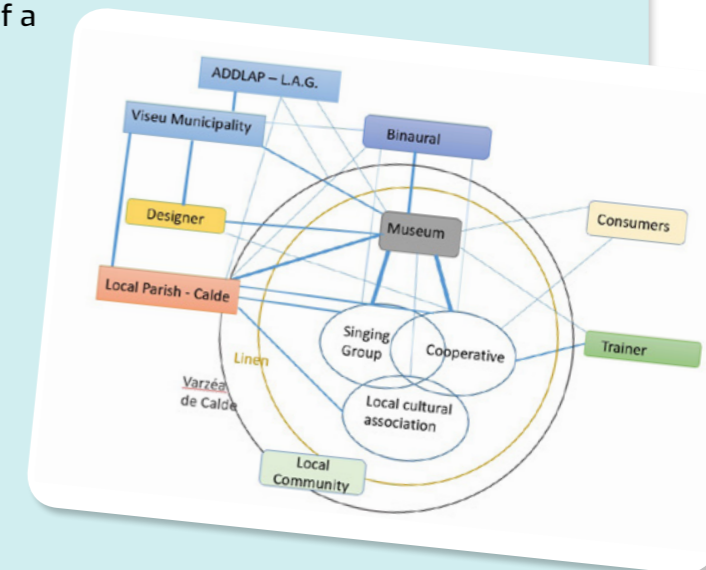 f a
ADDLAP – L.A.G.
Viseu Municipality
Binaural
Designer
Museum
Consumers
Local Parish - Calde
Singing
Group
Cooperative
Trainer
Linen
Varzéa
de Calde
Local cultural
association
Local
Community